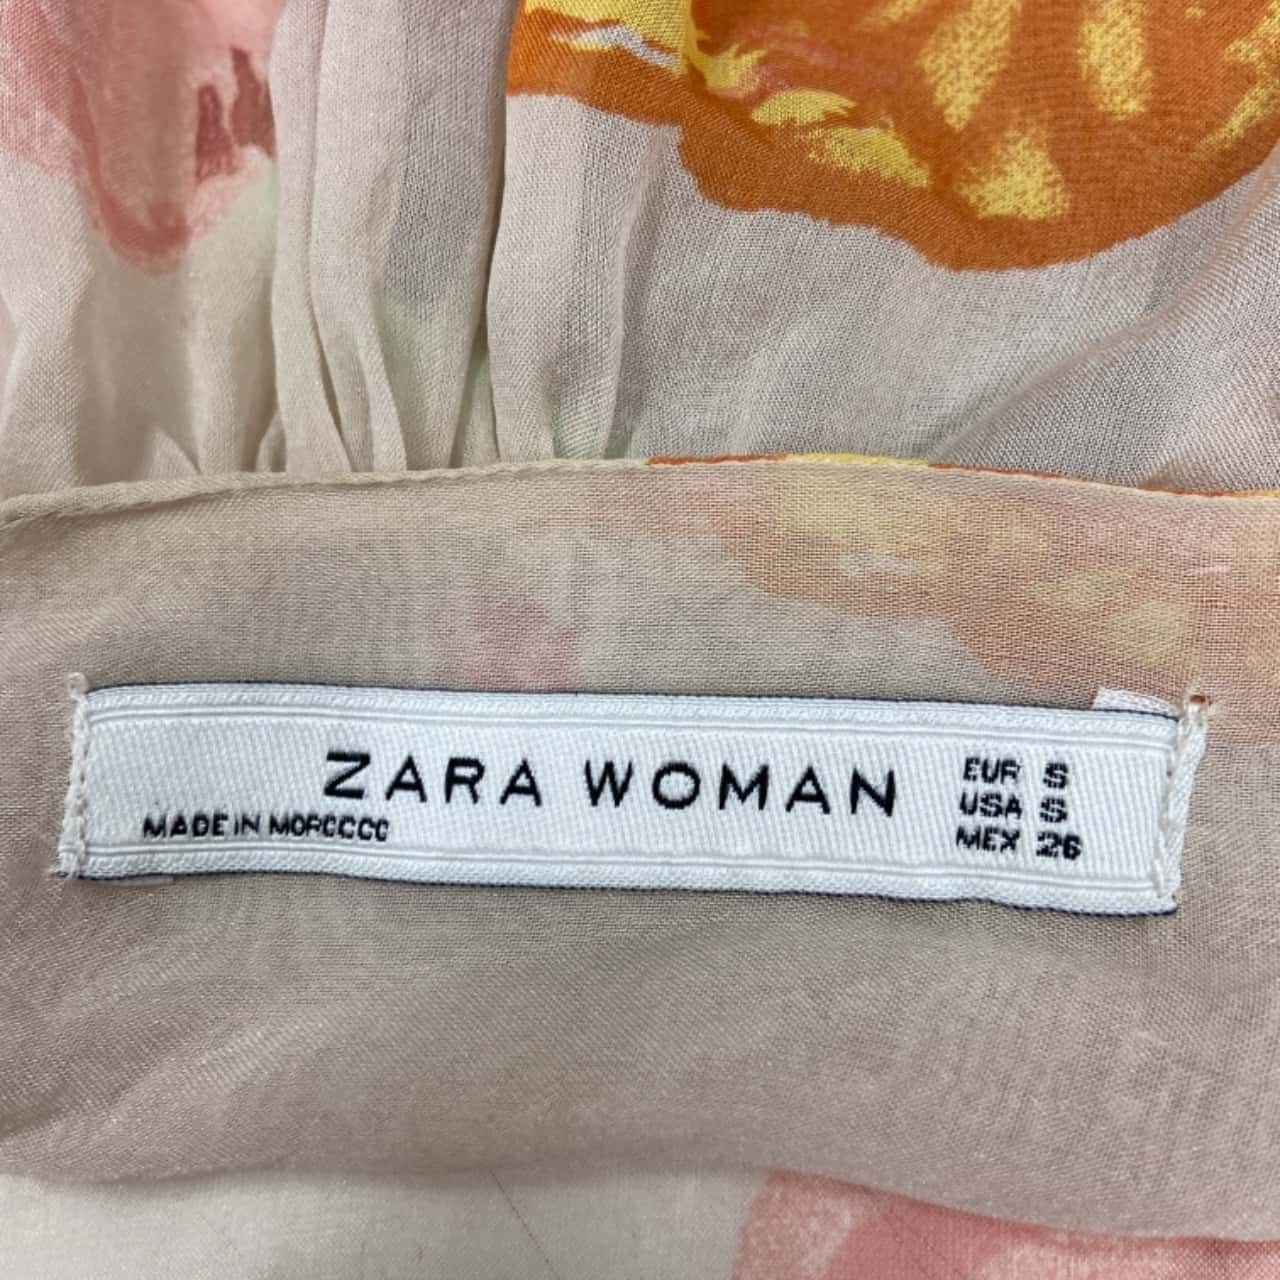 ZARA WOMAN
MADE IN MOROCCO
EUR S
USA S
MEX 26